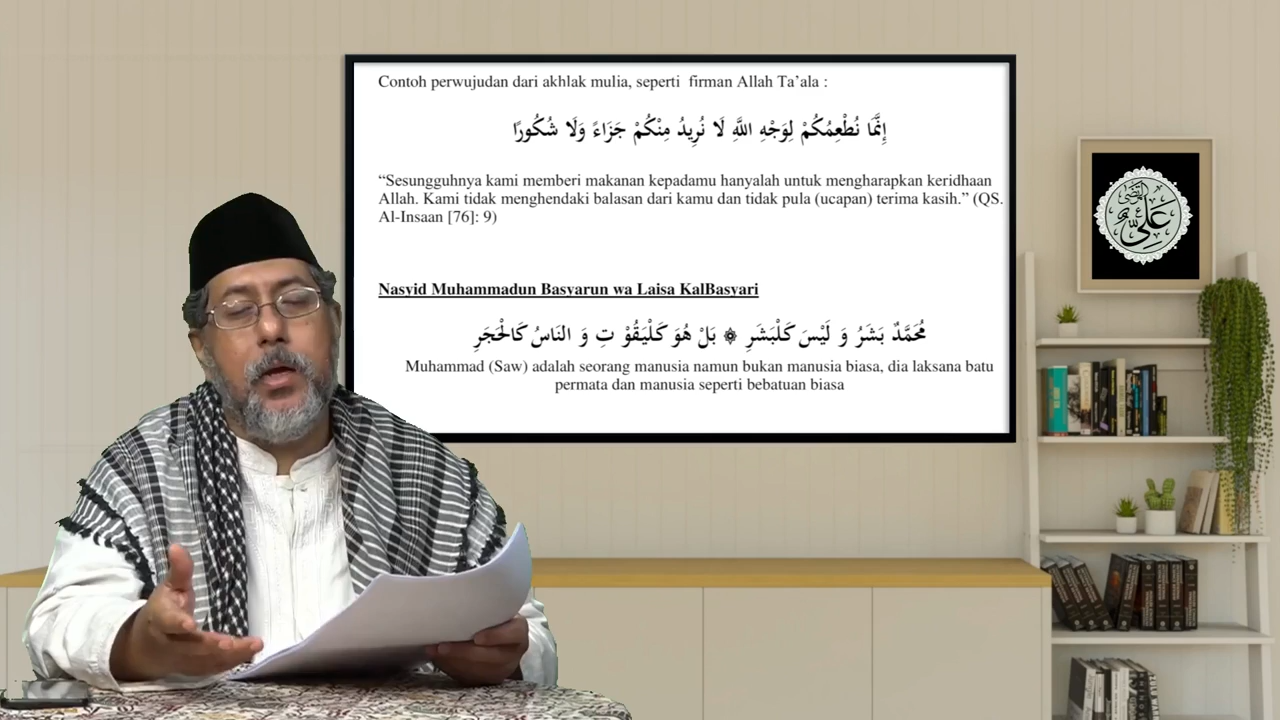 Contoh perwujudan dari akhlak mulia, seperti firman Allah Ta’ala :
إِنَّمَا نُطْعِمُكُمْ لِوَجْهِ اللَّهِ لَا نُرِيدُ مِنْكُمْ جَزَاءً وَلَا شُكُورًا
“Sesungguhnya kami memberi makanan kepadamu hanyalah untuk mengharapkan keridhaan
Allah. Kami tidak menghendaki balasan dari kamu dan tidak pula (ucapan) terima kasih.” (QS.
Al-Insaan [76]: 9)
Nasyid Muhammadun Basyarun wa Laisa KalBasyari
مُحَمَّدٌ بَشَرُ وَ لَيْسَ كَلْبَشَرِ ۞ بَلْ هُوَ كَلْيَقُوْ تِ وَ النَاسُ كَالْحَجَرِ
Muhammad (Saw) adalah seorang manusia namun bukan manusia biasa, dia laksana batu
permata dan manusia seperti bebatuan biasa